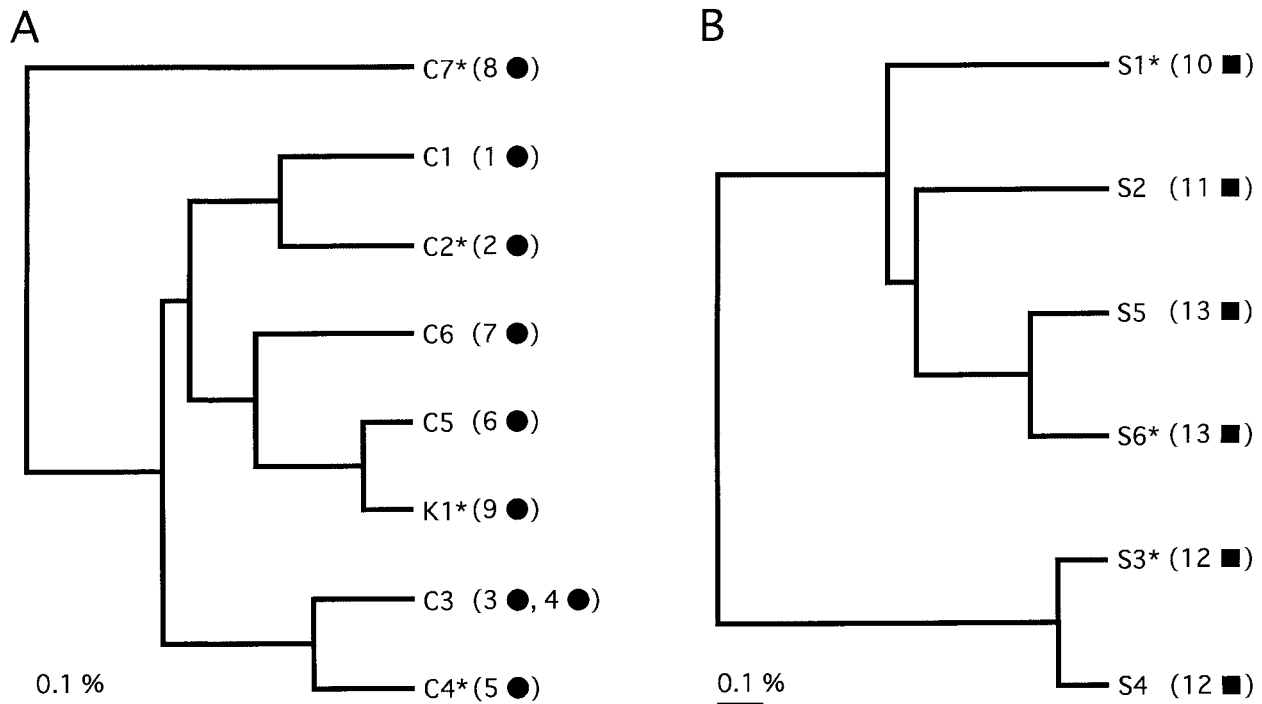 A
C7* (8 ●)
C1 (1 ●)
C2* (2 ●)
C6 (7 ●)
C5 (6 ●)
K1* (9 ●)
C3 (3 ●, 4 ●)
C4* (5 ●)
0.1 %
B
S1* (10 ■)
S2 (11 ■)
S5 (13 ■)
S6* (13 ■)
S3* (12 ■)
S4 (12 ■)
0.1 %